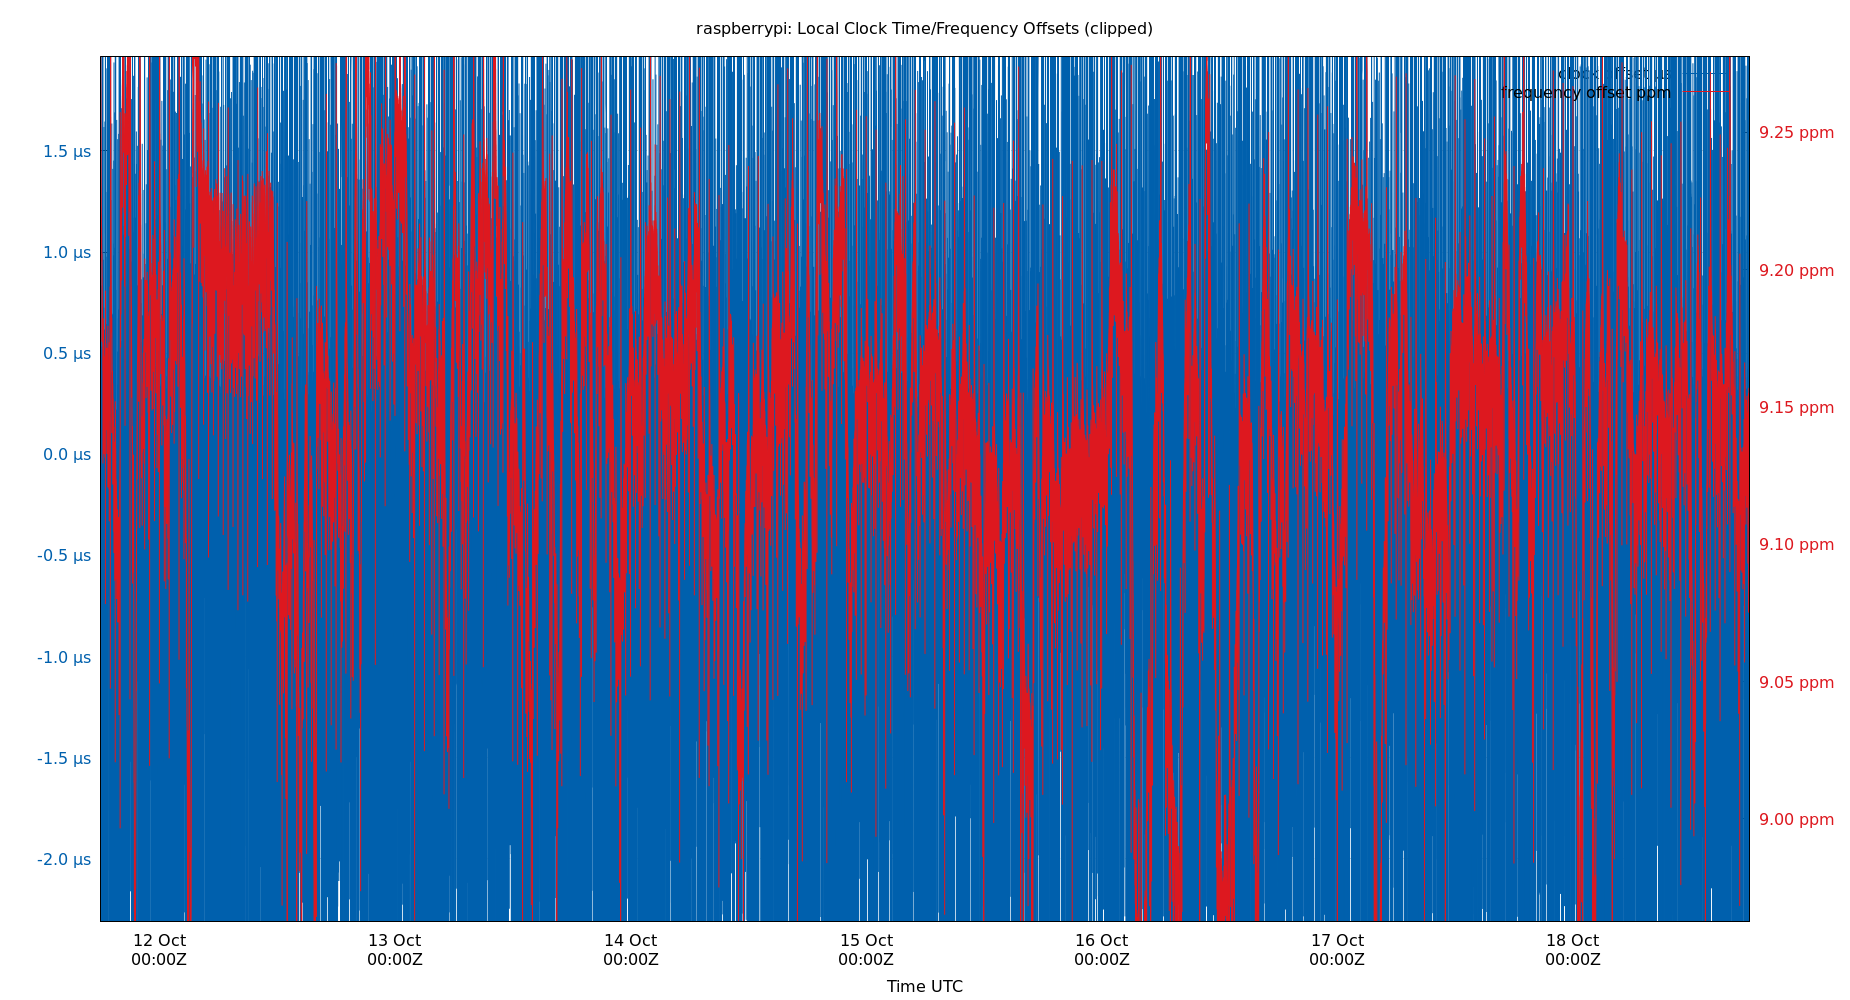 raspberrypi: Local Clock Time/Frequency Offsets (clipped)
clock offset µs
frequency offset ppm
1.5 µs
1.0 µs
0.5 µs
0.0 µs
-0.5 µs
-1.0 µs
-1.5 µs
-2.0 µs
9.25 ppm
9.20 ppm
9.15 ppm
9.10 ppm
9.05 ppm
9.00 ppm
12 Oct 13 Oct 14 Oct 15 Oct 16 Oct 17 Oct 18 Oct
00:00Z 00:00Z 00:00Z 00:00Z 00:00Z 00:00Z 00:00Z
Time UTC